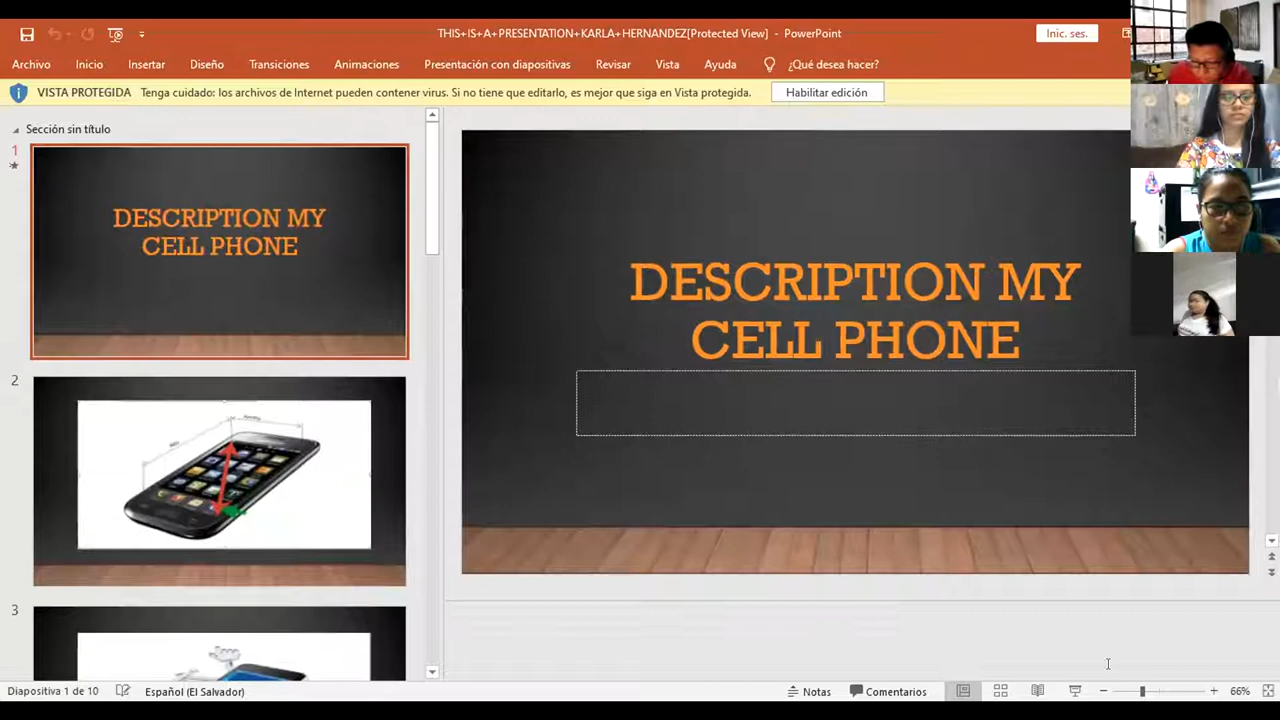 THIS+IS+A+PRESENTATION+KARLA+HERNANDEZ[Protected View] - PowerPoint
Inic. ses.
Archivo Inicio Insertar Diseño Transiciones Animaciones Presentación con diapositivas Revisar Vista Ayuda ¿Qué desea hacer?
VISTA PROTEGIDA Tenga cuidado: los archivos de Internet pueden contener virus. Si no tiene que editarlo, es mejor que siga en Vista protegida. Habilitar edición
Sección sin título
1
DESCRIPTION MY
CELL PHONE
2
3
DESCRIPTION MY
CELL PHONE
Diapositiva 1 de 10 Español (El Salvador) Notas Comentarios 66%